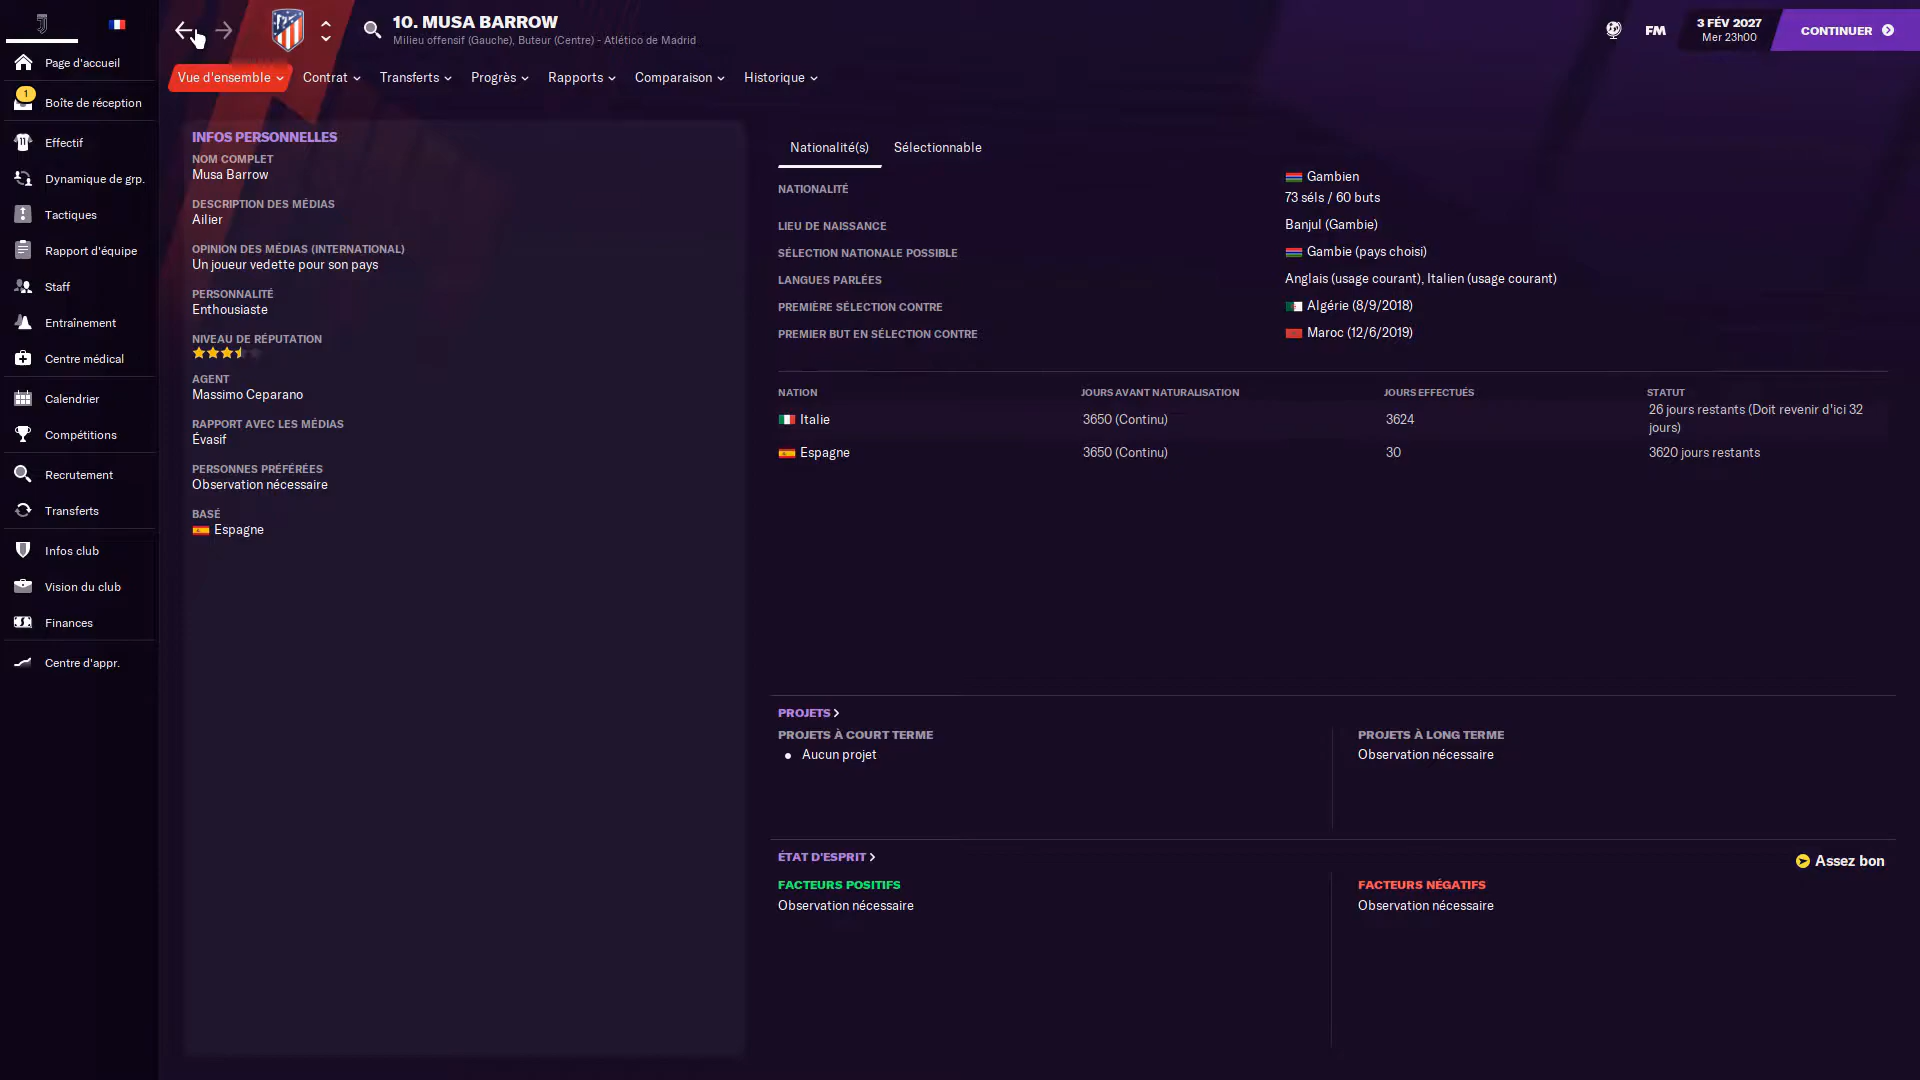 10. MUSA BARROW
Milieu offensif (Gauche), Buteur (Centre) - Atlético de Madrid
FM
3 FÉV 2027
Mer 23h00
CONTINUER
Page d'accueil
1
Boîte de réception
Effectif
Dynamique de grp.
Tactiques
Rapport d'équipe
Staff
Entraînement
Centre médical
Calendrier
Compétitions
Recrutement
Transferts
Infos club
Vision du club
Finances
Centre d'appr.
Vue d'ensemble
Contrat
Transferts
Progrès
Rapports
Comparaison
Historique
INFOS PERSONNELLES
NOM COMPLET
Musa Barrow
DESCRIPTION DES MÉDIAS
Ailier
OPINION DES MÉDIAS (INTERNATIONAL)
Un joueur vedette pour son pays
PERSONNALITÉ
Enthousiaste
NIVEAU DE RÉPUTATION
AGENT
Massimo Ceparano
RAPPORT AVEC LES MÉDIAS
Évasif
PERSONNES PRÉFÉRÉES
Observation nécessaire
BASÉ
Espagne
Nationalité(s)
Sélectionnable
NATIONALITÉ
Gambien
73 séls / 60 buts
LIEU DE NAISSANCE
Banjul (Gambie)
SÉLECTION NATIONALE POSSIBLE
Gambie (pays choisi)
LANGUES PARLÉES
Anglais (usage courant), Italien (usage courant)
PREMIÈRE SÉLECTION CONTRE
Algérie (8/9/2018)
PREMIER BUT EN SÉLECTION CONTRE
Maroc (12/6/2019)
NATION
JOURS AVANT NATURALISATION
JOURS EFFECTUÉS
STATUT
Italie
3650 (Continu)
3624
26 jours restants (Doit revenir d'ici 32
jours)
Espagne
3650 (Continu)
30
3620 jours restants
PROJETS
PROJETS À COURT TERME
Aucun projet
PROJETS À LONG TERME
Observation nécessaire
ÉTAT D'ESPRIT
Assez bon
FACTEURS POSITIFS
Observation nécessaire
FACTEURS NÉGATIFS
Observation nécessaire